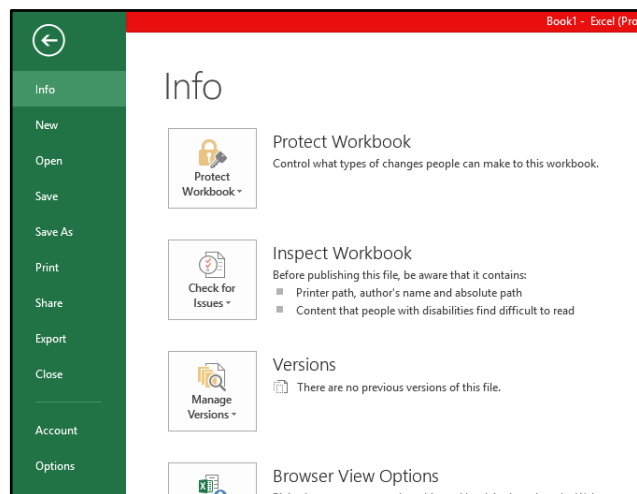 Book1 - Excel (Pro
Info
New
Open
Save
Save As
Print
Share
Export
Close
Account
Options
Info
Protect
Workbook
Protect Workbook
Control what types of changes people can make to this workbook.
Check for
Issues
Inspect Workbook
Before publishing this file, be aware that it contains:
Printer path, author's name and absolute path
Content that people with disabilities find difficult to read
Manage
Versions
Versions
There are no previous versions of this file.
Browser View Options